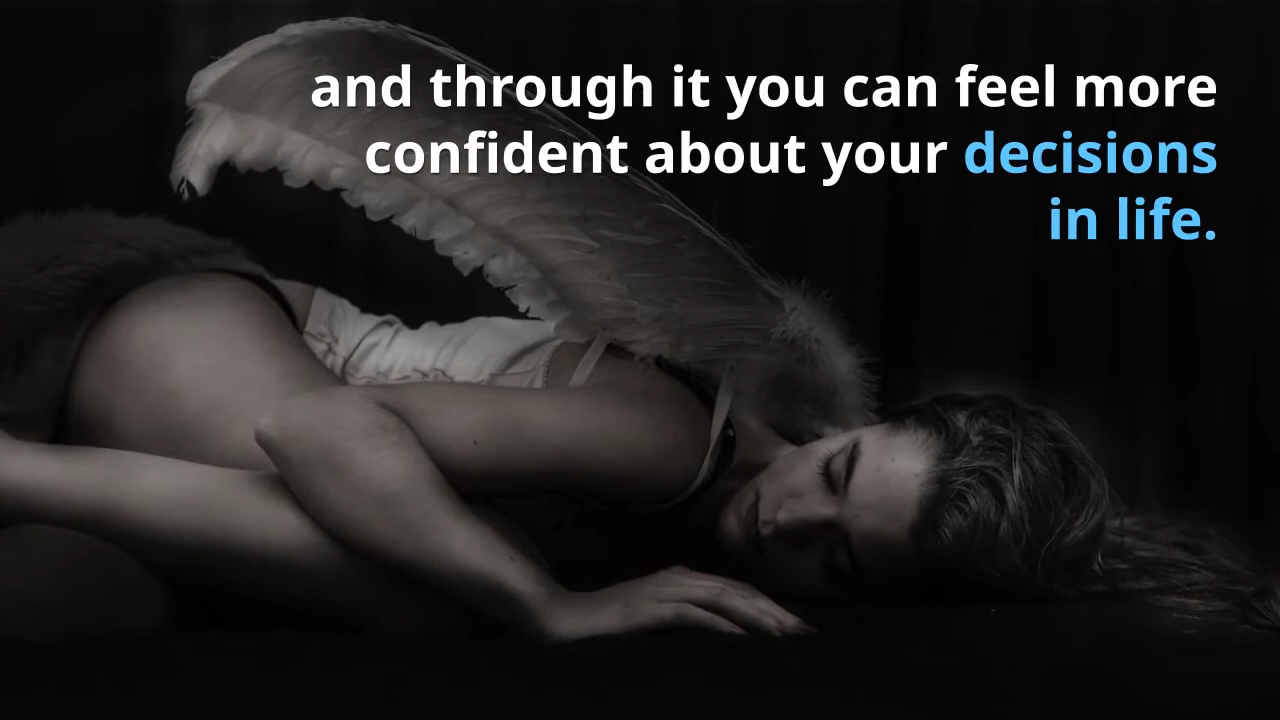 and through it you can feel more
confident about your decisions
in life.